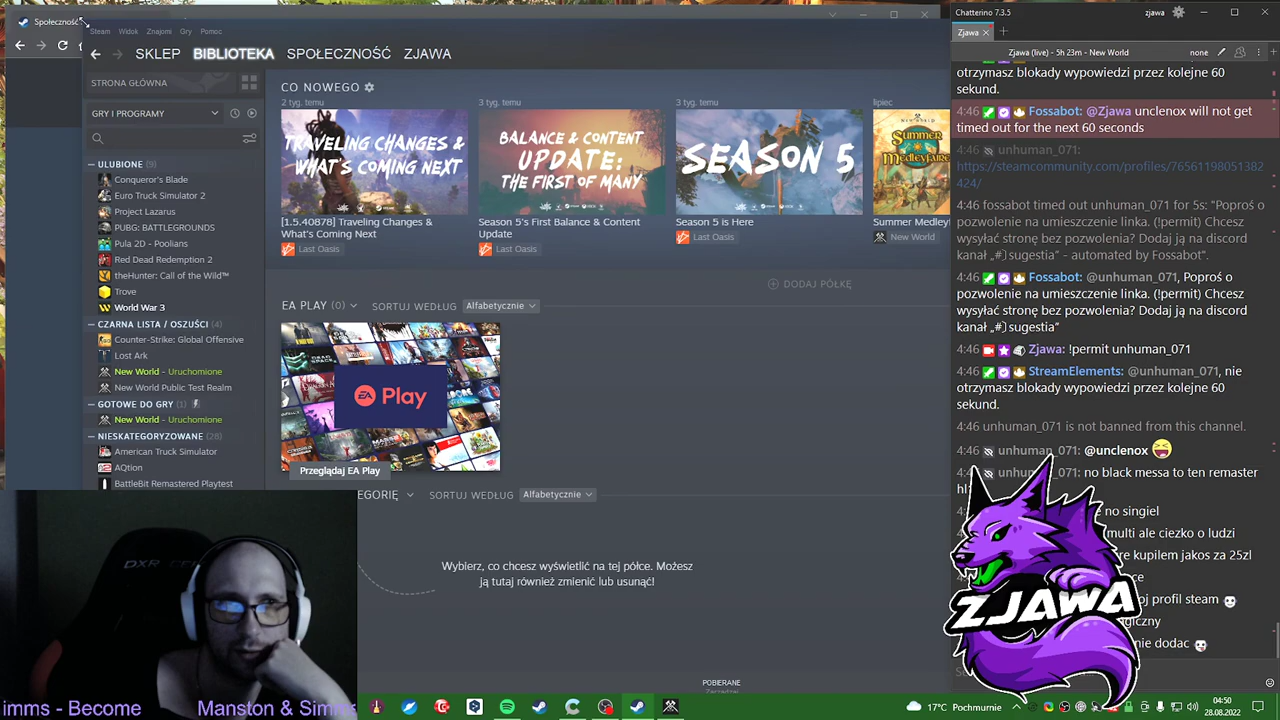 Społeczność
Steam Widok Znajomi Gry Pomoc
SKLEP BIBLIOTEKA SPOŁECZNOŚĆ ZJAWA
STRONA GŁÓWNA
GRY I PROGRAMY
ULUBIONE (9)
Conqueror's Blade
Euro Truck Simulator 2
Project Lazarus
PUBG: BATTLEGROUNDS
Pula 2D - Poolians
Red Dead Redemption 2
theHunter: Call of the Wild™
Trove
World War 3
CZARNA LISTA / OSZUŚCI (4)
Counter-Strike: Global Offensive
Lost Ark
New World - Uruchomione
New World Public Test Realm
GOTOWE DO GRY (1)
New World - Uruchomione
NIESKATEGORYZOWANE (28)
American Truck Simulator
AQtion
BattleBit Remastered Playtest
CO NOWEGO
2 tyg. temu
TRAVELING CHANGES &
WHAT'S COMING NEXT
[1.5.40878] Traveling Changes &
What's Coming Next
Last Oasis
3 tyg. temu
BALANCE & CONTENT
UPDATE:
THE FIRST OF MANY
Season 5's First Balance & Content
Update
Last Oasis
3 tyg. temu
SEASON 5
Season 5 is Here
Last Oasis
lipiec
SUMMER
MEDLEYFAIRE
Summer Medleyf
New World
DODAJ PÓŁKĘ
EA PLAY (0) SORTUJ WEDŁUG Alfabetycznie
EA Play
Przeglądaj EA Play
EGORIĘ SORTUJ WEDŁUG Alfabetycznie
Wybierz, co chcesz wyświetlić na tej półce. Możesz
ją tutaj również zmienić lub usunąć!
POBIERANE
Chatterino 7.3.5 zjawa
Zjawa
Zjawa (live) - 5h 23m - New World none
otrzymasz blokady wypowiedzi przez kolejne 60
sekund.
4:46 Fossabot: @Zjawa unclenox will not get
timed out for the next 60 seconds
4:46 unhuman_071:
https://steamcommunity.com/profiles/76561198051382
424/
4:46 fossabot timed out unhuman_071 for 5s: "Poproś o
pozwolenie na umieszczenie linka. (!permit) Chcesz
wysyłać stronę bez pozwolenia? Dodaj ją na discord
kanał „#⟩sugestia" - automated by Fossabot".
4:46 Fossabot: @unhuman_071, Poproś o
pozwolenie na umieszczenie linka. (!permit) Chcesz
wysyłać stronę bez pozwolenia? Dodaj ją na discord
kanał „#⟩sugestia"
4:46 Zjawa: !permit unhuman_071
4:46 StreamElements: @unhuman_071, nie
otrzymasz blokady wypowiedzi przez kolejne 60
sekund.
4:46 unhuman_071 is not banned from this channel.
4:46 unhuman_071: @unclenox
4:46 unhuman_071: no black messa to ten remaster
no singiel
multi ale ciezko o ludzi
kupilem jakos za 25zl
profil steam
dodac
ZJAWA
DXR
imms - Become Manston & Simms
17°C Pochmurnie
04:50
28.08.2022